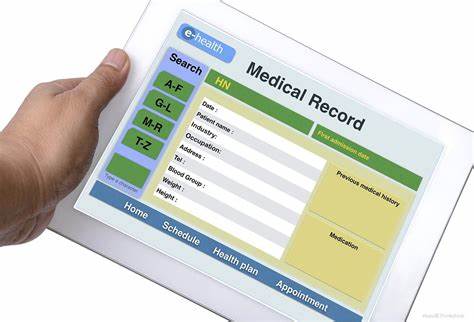 e-health
Medical Record
Search
A-F
G-L
M-R
T-Z
Type a character
HN
First admission date
Date :
Patient name :
Industry:
Occupation:
Address :
Tel :
Blood Group :
Weight :
Height :
Previous medical history
Medication
Home
Schedule
Health plan
Appointment